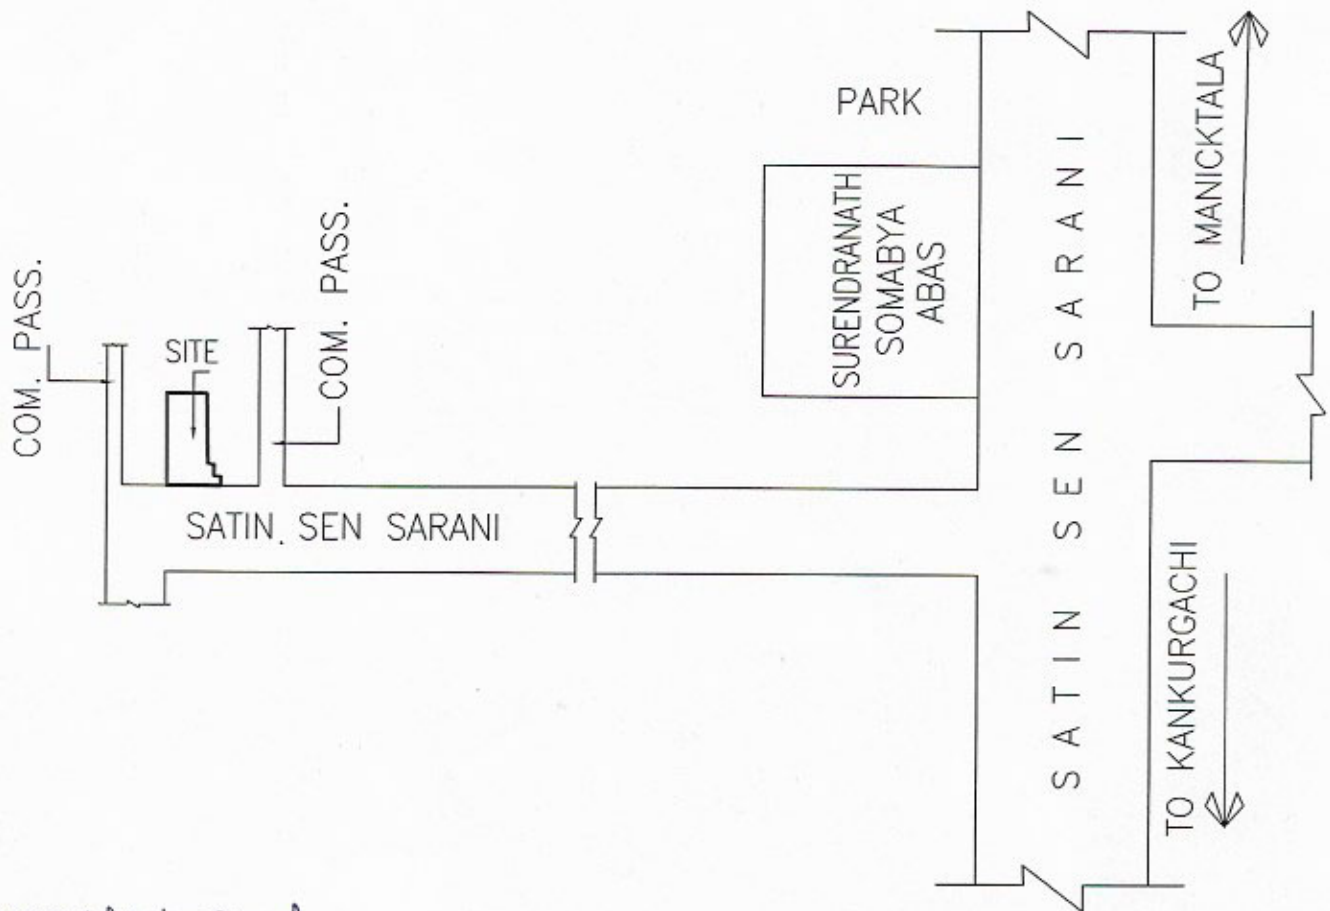 PARK
TO MANICKTALA
SURENDRANATH
SOMABYA
ABAS
COM. PASS.
COM. PASS.
SITE
SATIN. SEN SARANI
SATIN SEN SARANI
TO KANKURGACHI